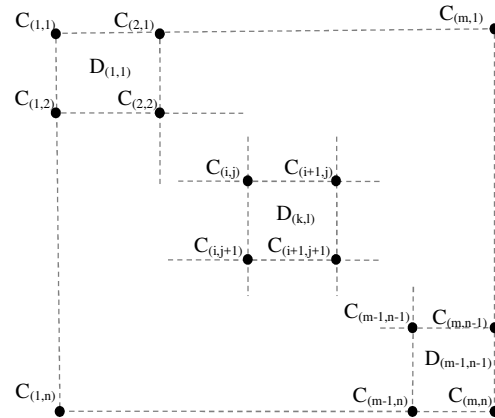 C(1,1) C(2,1) C(m,1)
D(1,1)
C(1,2) C(2,2)
C(i,j) C(i+1,j)
D(k,l)
C(i,j+1) C(i+1,j+1)
C(m-1,n-1) C(m,n-1)
D(m-1,n-1)
C(1,n) C(m-1,n) C(m,n)